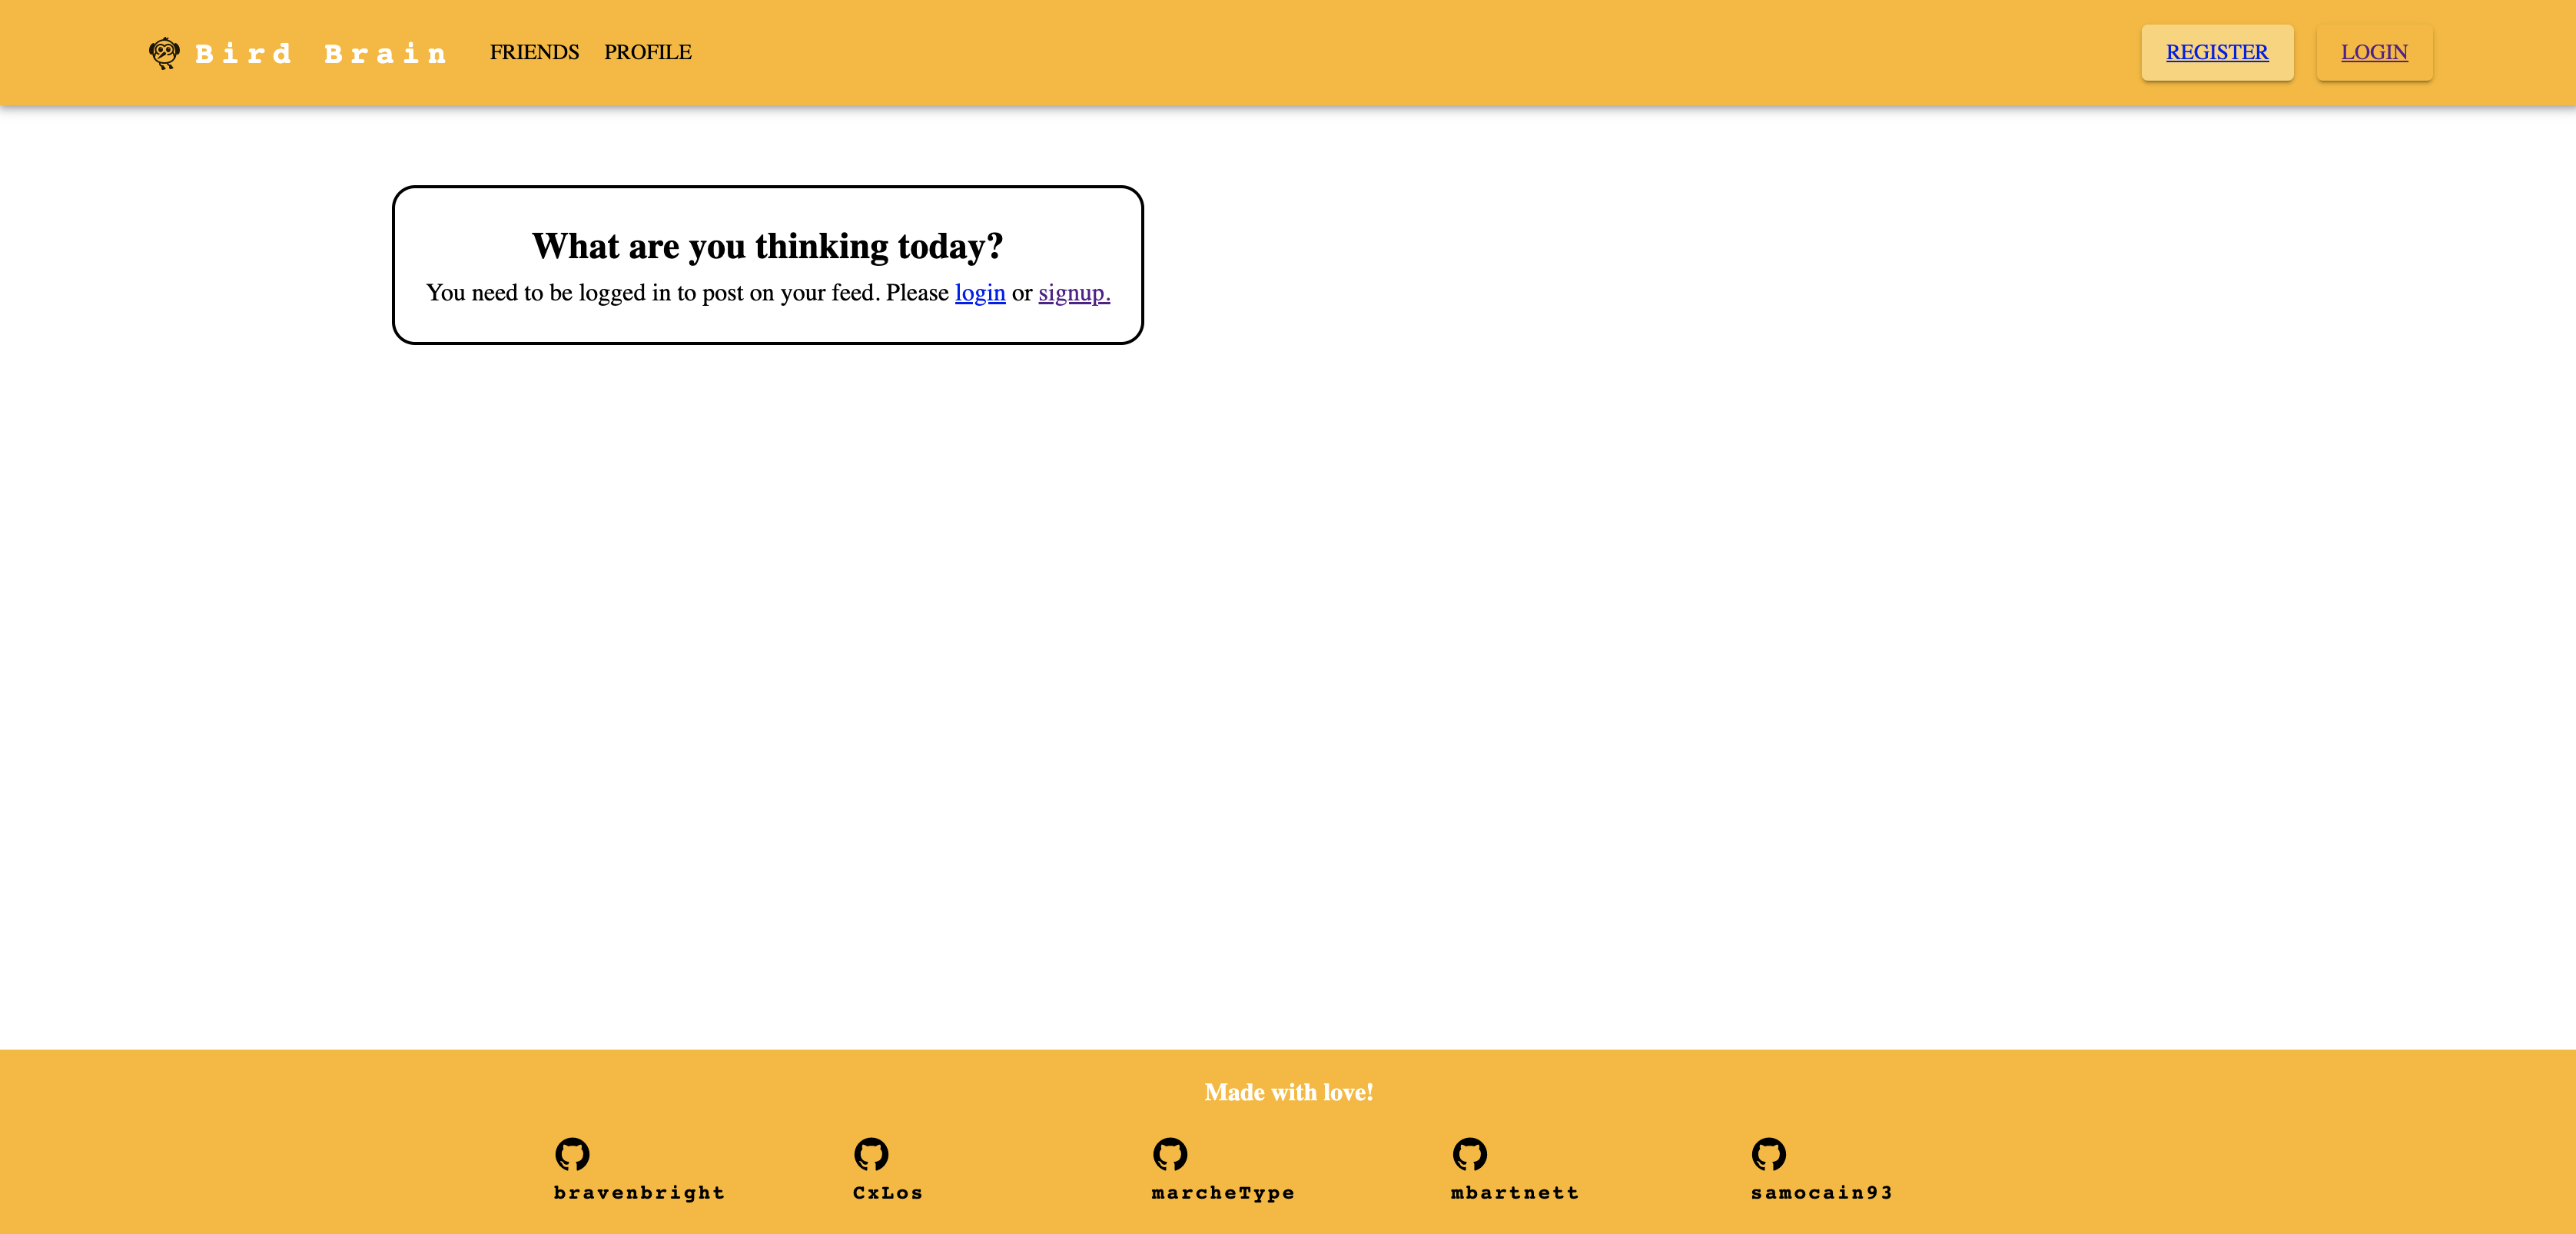 Bird Brain FRIENDS PROFILE REGISTER LOGIN
What are you thinking today?
You need to be logged in to post on your feed. Please login or signup.
Made with love!
bravenbright CxLos marcheType mbartnett samocain93